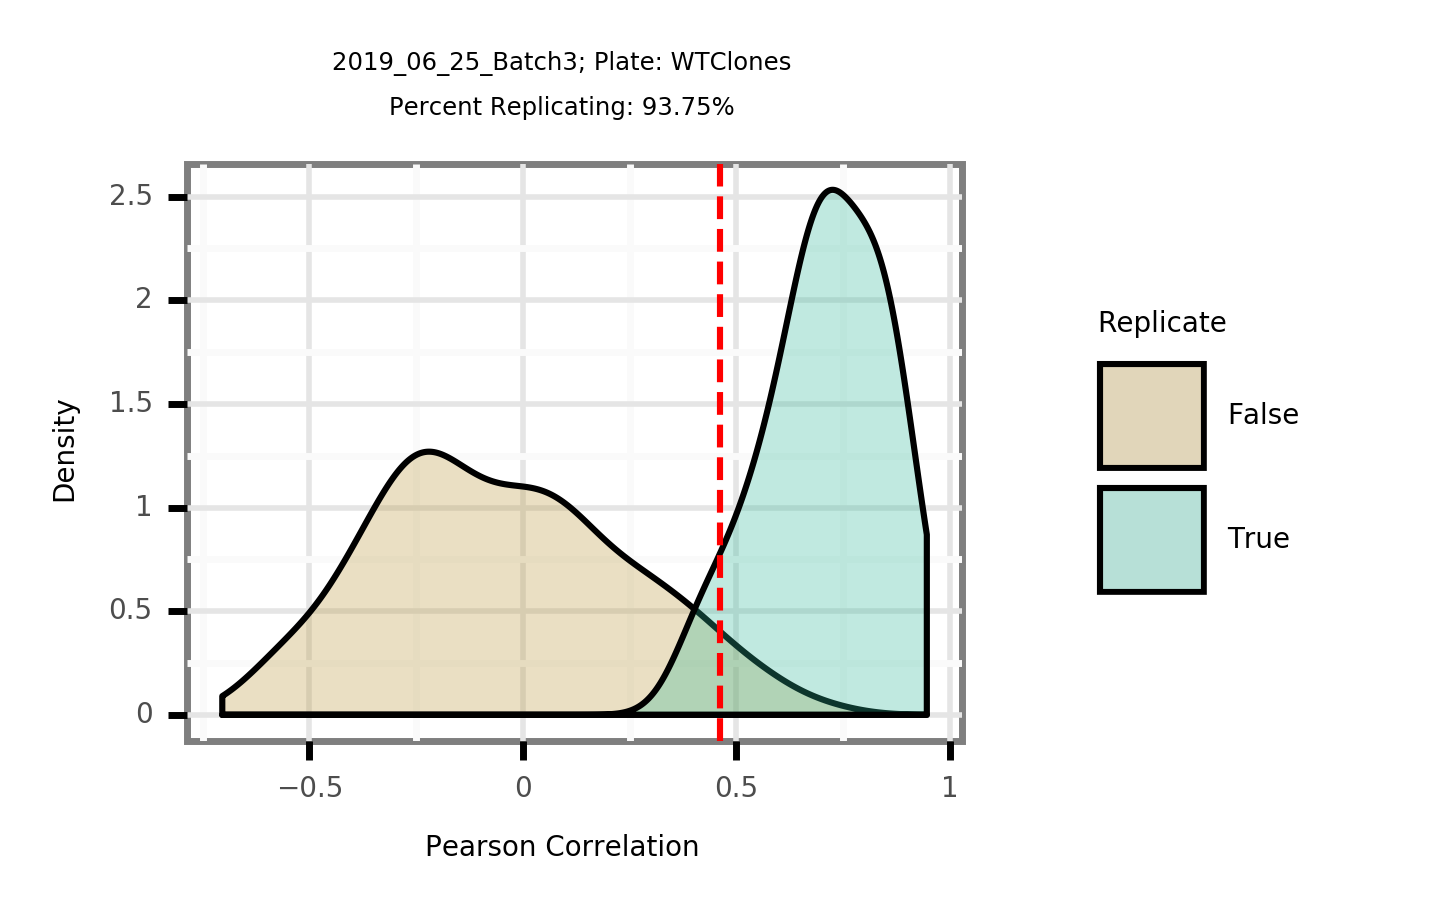 2019_06_25_Batch3; Plate: WTClones
Percent Replicating: 93.75%
2.5
2
1.5
1
0.5
0
Density
−0.5
0
0.5
1
Pearson Correlation
Replicate
False
True